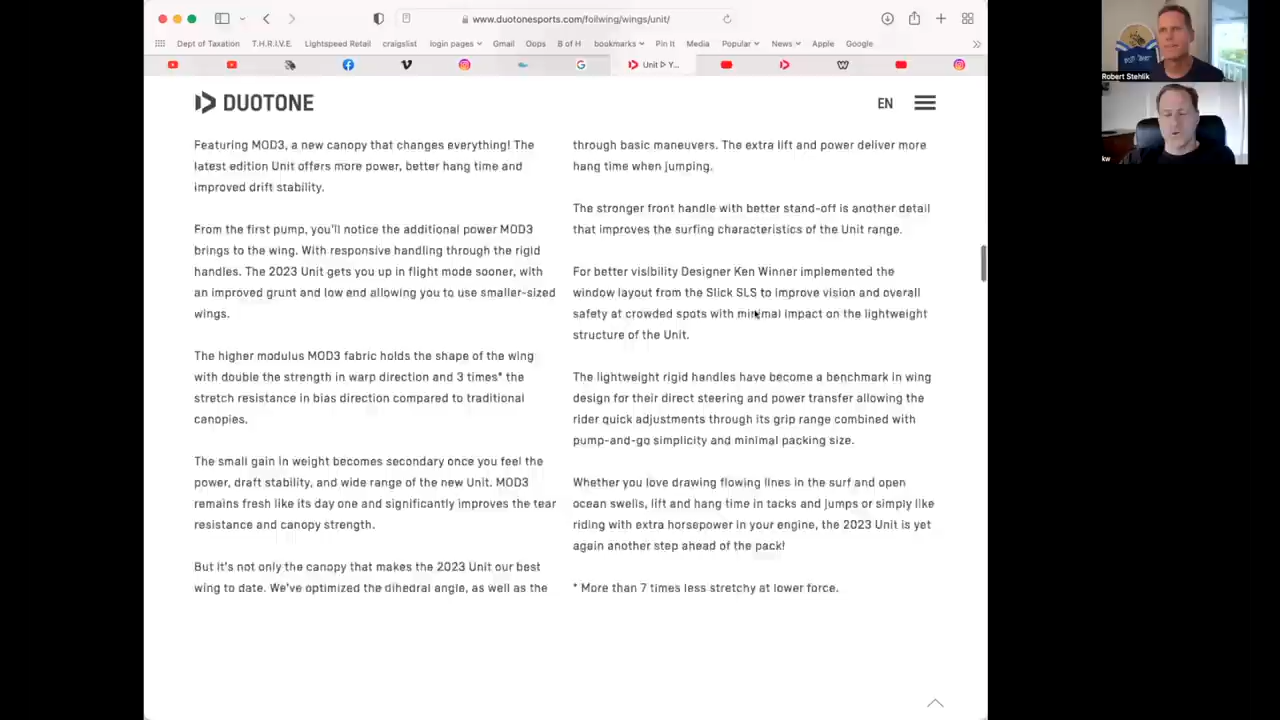 www.duotonesports.com/foilwing/wings/unit/
Dept of Taxation T.H.R.I.V.E. Lightspeed Retail craigslist login pages Gmail Oops B of H bookmarks Pin It Media Popular News Apple Google
Unit
DUOTONE
EN
Featuring MOD3, a new canopy that changes everything! The
latest edition Unit offers more power, better hang time and
improved drift stability.
From the first pump, you'll notice the additional power MOD3
brings to the wing. With responsive handling through the rigid
handles. The 2023 Unit gets you up in flight mode sooner, with
an improved grunt and low end allowing you to use smaller-sized
wings.
The higher modulus MOD3 fabric holds the shape of the wing
with double the strength in warp direction and 3 times* the
stretch resistance in bias direction compared to traditional
canopies.
The small gain in weight becomes secondary once you feel the
power, draft stability, and wide range of the new Unit. MOD3
remains fresh like its day one and significantly improves the tear
resistance and canopy strength.
But it's not only the canopy that makes the 2023 Unit our best
wing to date. We've optimized the dihedral angle, as well as the
through basic maneuvers. The extra lift and power deliver more
hang time when jumping.
The stronger front handle with better stand-off is another detail
that improves the surfing characteristics of the Unit range.
For better visibility Designer Ken Winner implemented the
window layout from the Slick SLS to improve vision and overall
safety at crowded spots with minimal impact on the lightweight
structure of the Unit.
The lightweight rigid handles have become a benchmark in wing
design for their direct steering and power transfer allowing the
rider quick adjustments through its grip range combined with
pump-and-go simplicity and minimal packing size.
Whether you love drawing flowing lines in the surf and open
ocean swells, lift and hang time in tacks and jumps or simply like
riding with extra horsepower in your engine, the 2023 Unit is yet
again another step ahead of the pack!
* More than 7 times less stretchy at lower force.
Robert Stehlik
kw